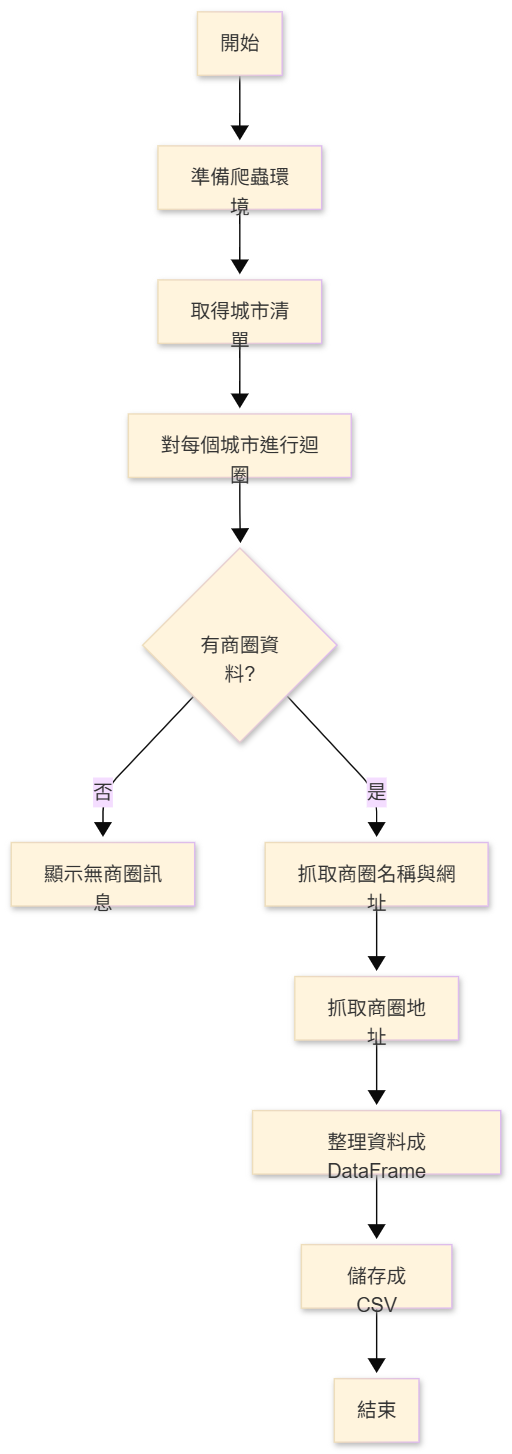 開始
準備爬蟲環
境
取得城市清
單
對每個城市進行迴
圈
有商圈資
料?
否
是
顯示無商圈訊
息
抓取商圈名稱與網
址
抓取商圈地
址
整理資料成
DataFrame
儲存成
CSV
結束